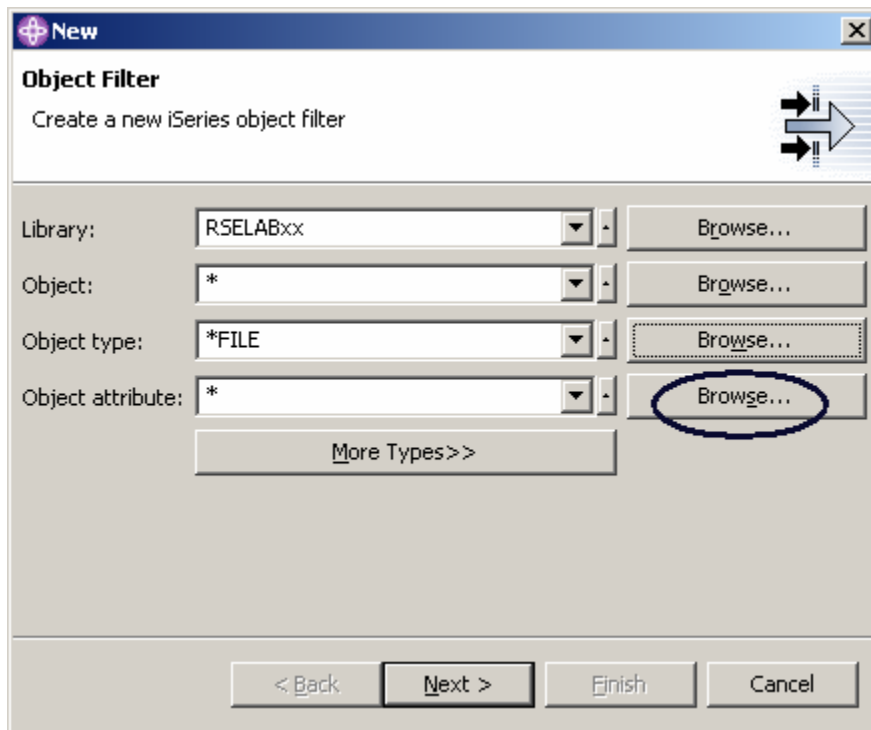 New
Object Filter
Create a new iSeries object filter
Library: RSELABxx Browse...
Object: * Browse...
Object type: *FILE Browse...
Object attribute: * Browse...
More Types>>
< Back Next > Finish Cancel